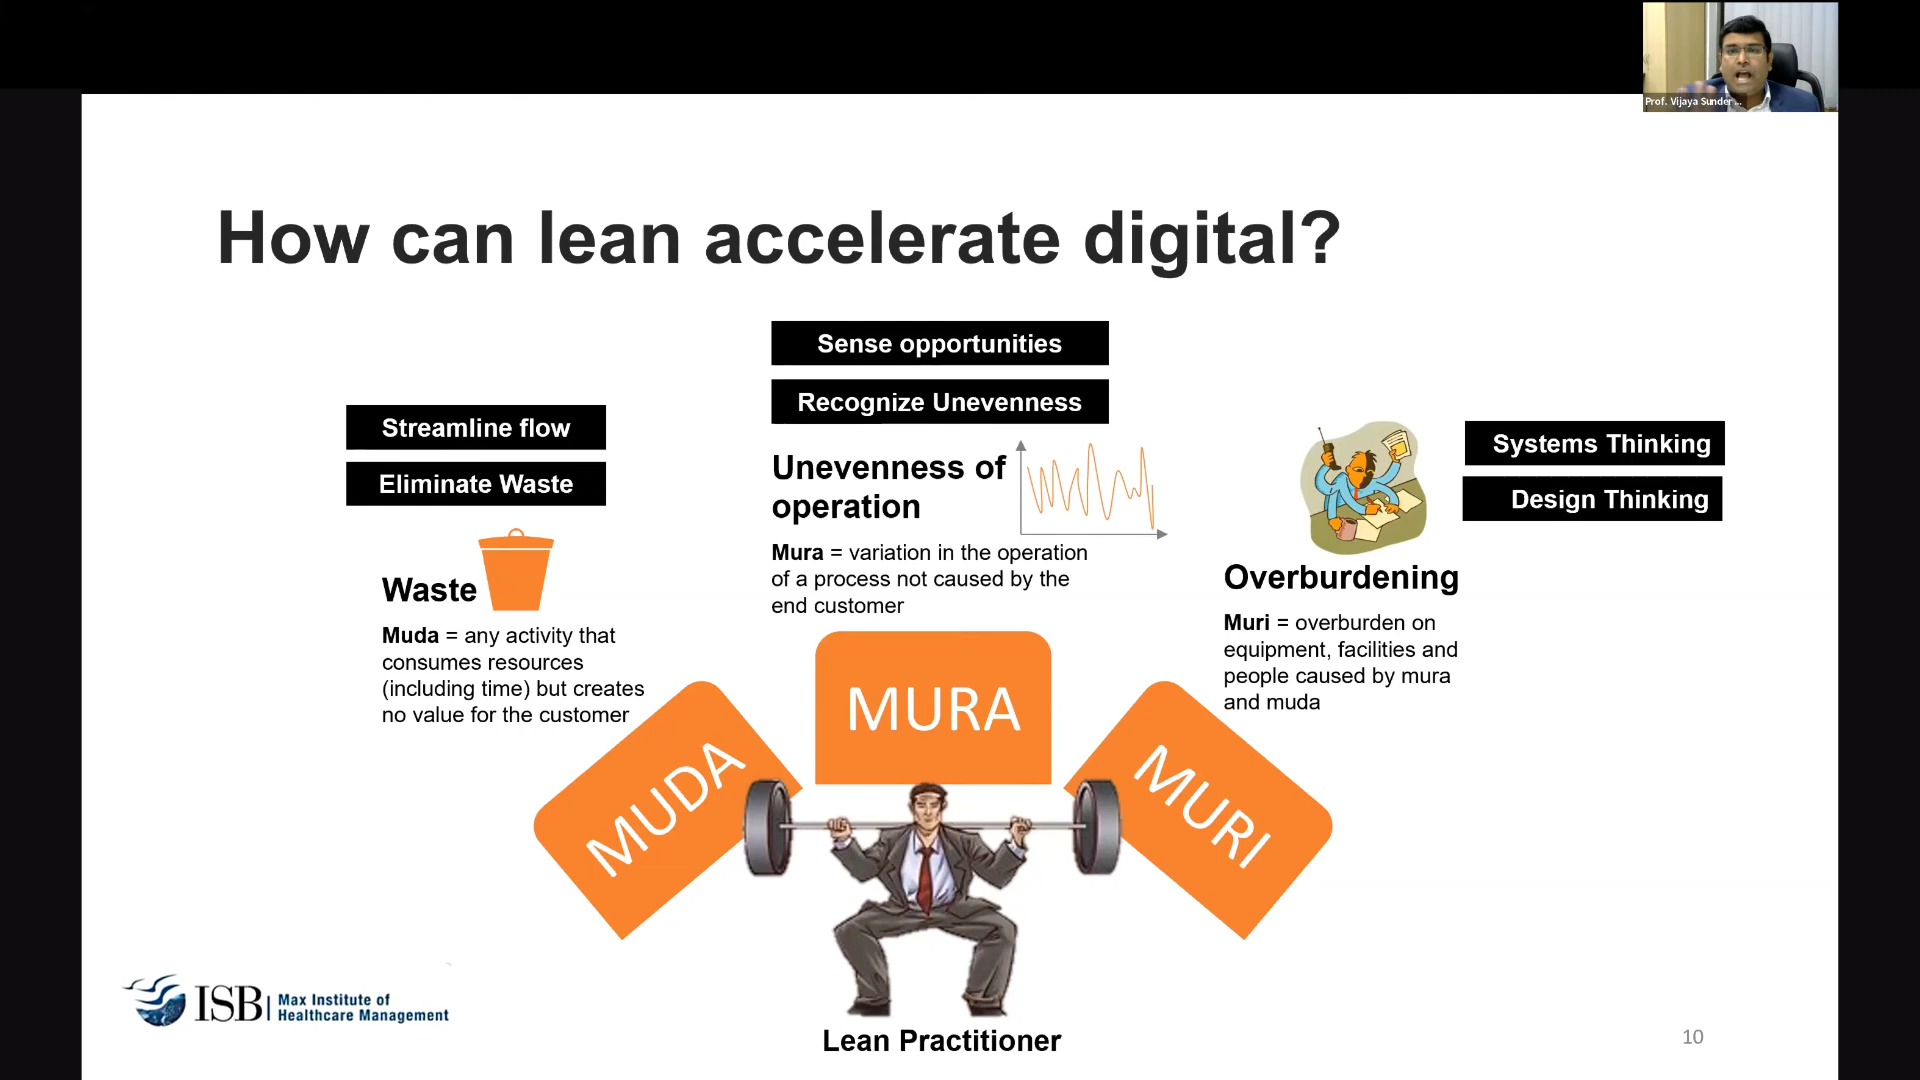 Prof. Vijaya Sunder ...
How can lean accelerate digital?
Sense opportunities
Recognize Unevenness
Streamline flow
Eliminate Waste
Systems Thinking
Design Thinking
Unevenness of
operation
Mura = variation in the operation
of a process not caused by the
end customer
Waste
Muda = any activity that
consumes resources
(including time) but creates
no value for the customer
Overburdening
Muri = overburden on
equipment, facilities and
people caused by mura
and muda
MUDA
MURA
MURI
ISB
Max Institute of
Healthcare Management
Lean Practitioner
10